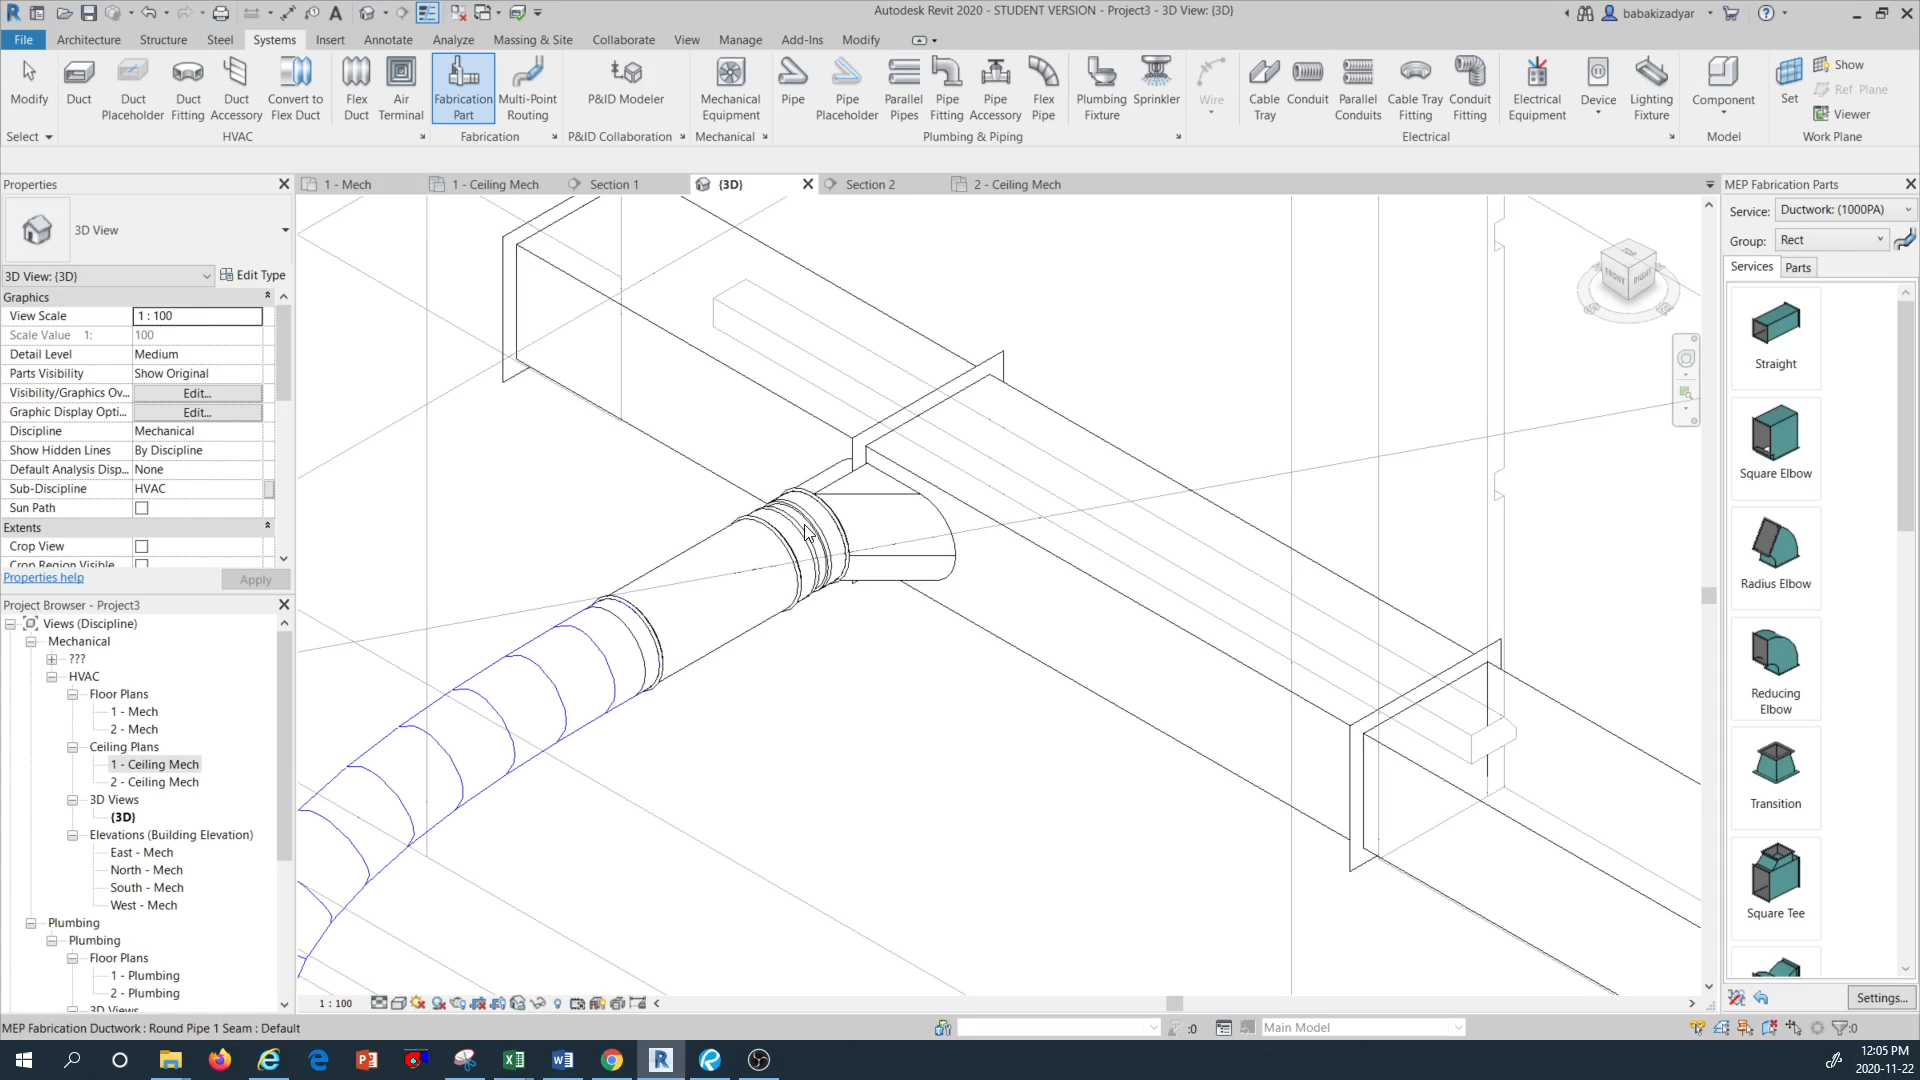 Autodesk Revit 2020 - STUDENT VERSION - Project3 - 3D View: {3D}
babakizadyar
File
Architecture
Structure
Steel
Systems
Insert
Annotate
Analyze
Massing & Site
Collaborate
View
Manage
Add-Ins
Modify
Modify
Duct
Duct Placeholder
Duct Fitting
Duct Accessory
Convert to Flex Duct
Flex Duct
Air Terminal
Fabrication Part
Multi-Point Routing
P&ID Modeler
Mechanical Equipment
Pipe
Pipe Placeholder
Parallel Pipes
Pipe Fitting
Pipe Accessory
Flex Pipe
Plumbing Fixture
Sprinkler
Wire
Cable Tray
Conduit
Parallel Conduits
Cable Tray Fitting
Conduit Fitting
Electrical Equipment
Device
Lighting Fixture
Component
Set
Show
Ref Plane
Viewer
Select
HVAC
Fabrication
P&ID Collaboration
Mechanical
Plumbing & Piping
Electrical
Model
Work Plane
Properties
1 - Mech
1 - Ceiling Mech
Section 1
{3D}
Section 2
2 - Ceiling Mech
MEP Fabrication Parts
3D View
3D View: {3D}
Edit Type
Graphics
View Scale 1 : 100
Scale Value 1: 100
Detail Level Medium
Parts Visibility Show Original
Visibility/Graphics Ov... Edit...
Graphic Display Opti... Edit...
Discipline Mechanical
Show Hidden Lines By Discipline
Default Analysis Disp... None
Sub-Discipline HVAC
Sun Path
Extents
Crop View
Crop Region Visible
Properties help
Apply
Project Browser - Project3
Views (Discipline)
Mechanical
???
HVAC
Floor Plans
1 - Mech
2 - Mech
Ceiling Plans
1 - Ceiling Mech
2 - Ceiling Mech
3D Views
{3D}
Elevations (Building Elevation)
East - Mech
North - Mech
South - Mech
West - Mech
Plumbing
Plumbing
Floor Plans
1 - Plumbing
2 - Plumbing
3D Views
TOP
FRONT
RIGHT
Service: Ductwork: (1000PA)
Group: Rect
Services
Parts
Straight
Square Elbow
Radius Elbow
Reducing Elbow
Transition
Square Tee
Settings...
1 : 100
MEP Fabrication Ductwork : Round Pipe 1 Seam : Default
:0
Main Model
:0
12:05 PM
2020-11-22